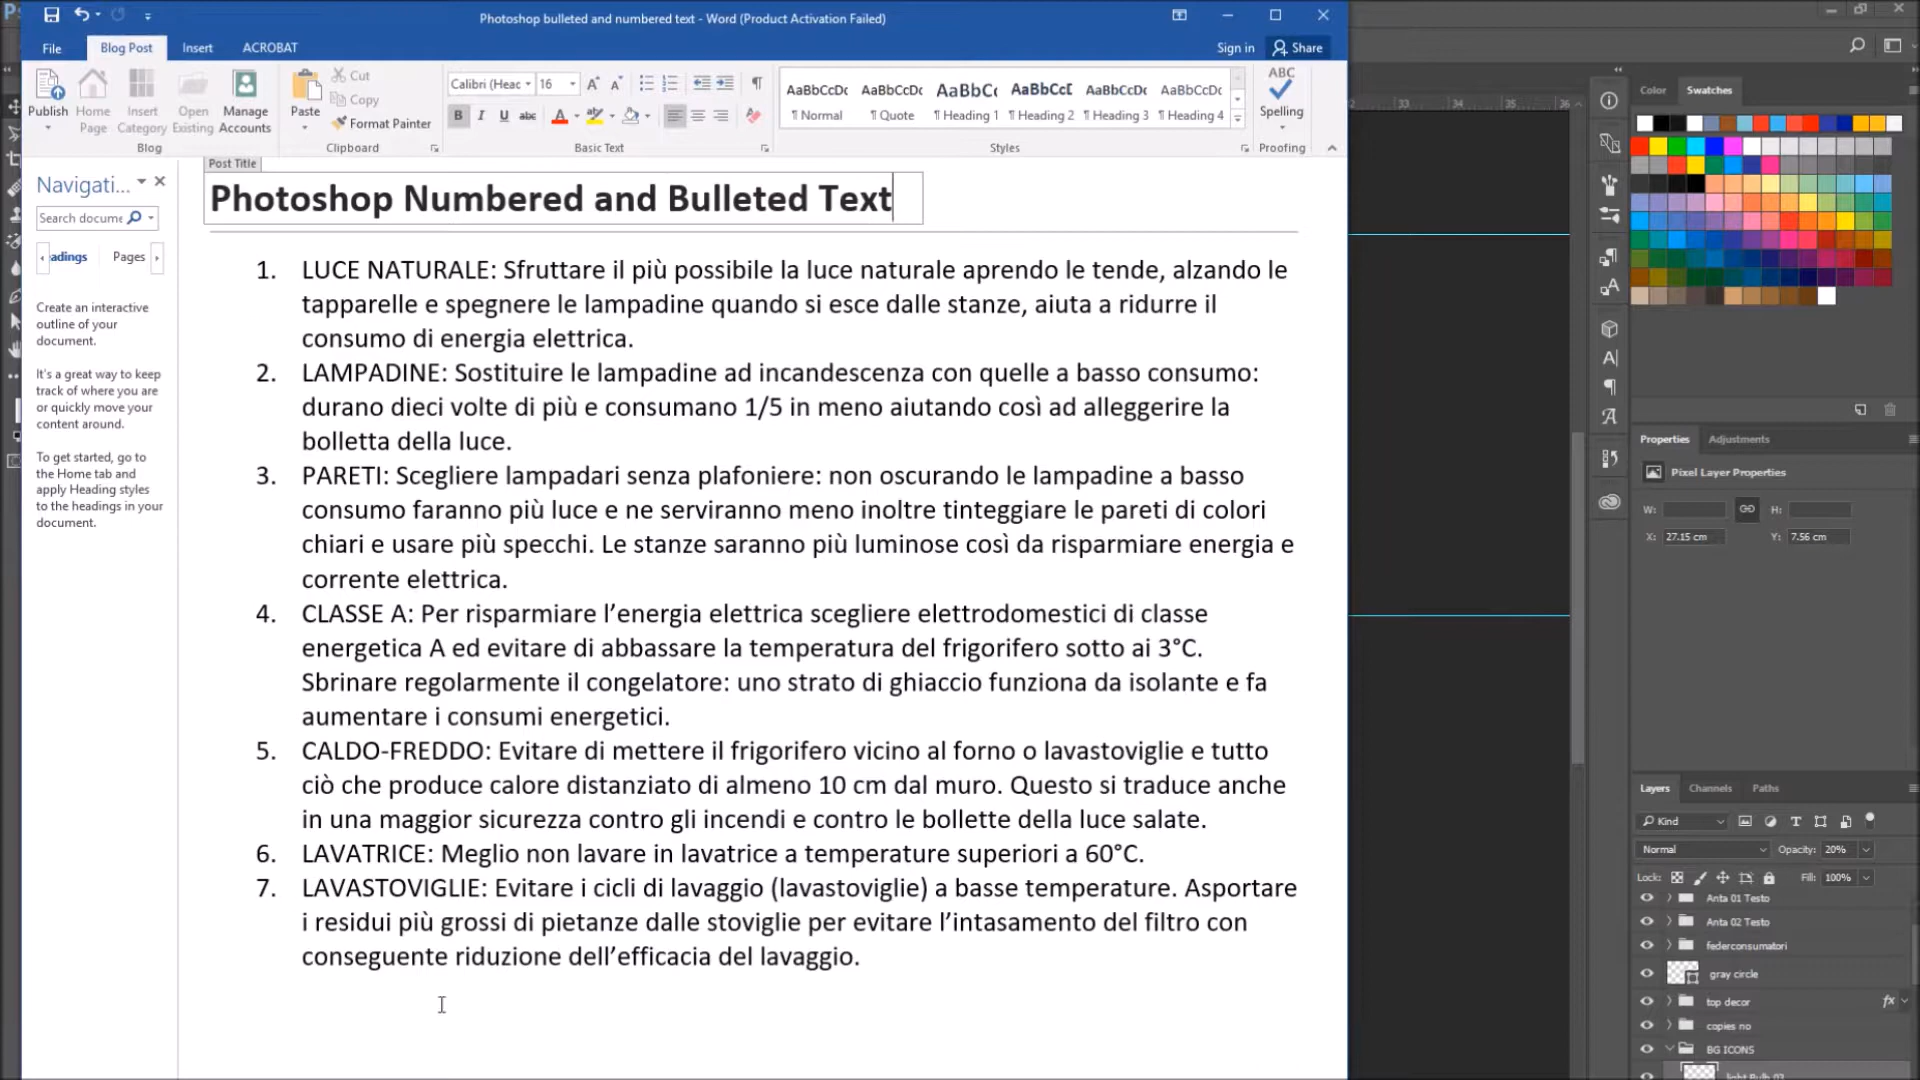 Photoshop bulleted and numbered text - Word (Product Activation Failed)
File
Blog Post
Insert
ACROBAT
Sign in
Share
Publish
Home Page
Insert Category
Open Existing
Manage Accounts
Blog
Paste
Cut
Copy
Format Painter
Clipboard
Calibri (Heac
16
Basic Text
AaBbCcDc
¶ Normal
AaBbCcDc
¶ Quote
AaBbCc
¶ Heading 1
AaBbCcD
¶ Heading 2
AaBbCcDc
¶ Heading 3
AaBbCcDc
¶ Heading 4
Styles
ABC
Spelling
Proofing
Navigati...
Search docume
adings
Pages
Create an interactive
outline of your
document.
It's a great way to keep
track of where you are
or quickly move your
content around.
To get started, go to
the Home tab and
apply Heading styles
to the headings in your
document.
Post Title
Photoshop Numbered and Bulleted Text
1. LUCE NATURALE: Sfruttare il più possibile la luce naturale aprendo le tende, alzando le
tapparelle e spegnere le lampadine quando si esce dalle stanze, aiuta a ridurre il
consumo di energia elettrica.
2. LAMPADINE: Sostituire le lampadine ad incandescenza con quelle a basso consumo:
durano dieci volte di più e consumano 1/5 in meno aiutando così ad alleggerire la
bolletta della luce.
3. PARETI: Scegliere lampadari senza plafoniere: non oscurando le lampadine a basso
consumo faranno più luce e ne serviranno meno inoltre tinteggiare le pareti di colori
chiari e usare più specchi. Le stanze saranno più luminose così da risparmiare energia e
corrente elettrica.
4. CLASSE A: Per risparmiare l’energia elettrica scegliere elettrodomestici di classe
energetica A ed evitare di abbassare la temperatura del frigorifero sotto ai 3°C.
Sbrinare regolarmente il congelatore: uno strato di ghiaccio funziona da isolante e fa
aumentare i consumi energetici.
5. CALDO-FREDDO: Evitare di mettere il frigorifero vicino al forno o lavastoviglie e tutto
ciò che produce calore distanziato di almeno 10 cm dal muro. Questo si traduce anche
in una maggior sicurezza contro gli incendi e contro le bollette della luce salate.
6. LAVATRICE: Meglio non lavare in lavatrice a temperature superiori a 60°C.
7. LAVASTOVIGLIE: Evitare i cicli di lavaggio (lavastoviglie) a basse temperature. Asportare
i residui più grossi di pietanze dalle stoviglie per evitare l’intasamento del filtro con
conseguente riduzione dell’efficacia del lavaggio.
33 34 35 36
Color
Swatches
Properties
Adjustments
Pixel Layer Properties
W:
H:
X: 27.15 cm
Y: 7.56 cm
Layers
Channels
Paths
Kind
Normal
Opacity: 20%
Lock:
Fill: 100%
Anta 01 Testo
Anta 02 Testo
federconsumatori
gray circle
top decor
fx
copies no
BG ICONS